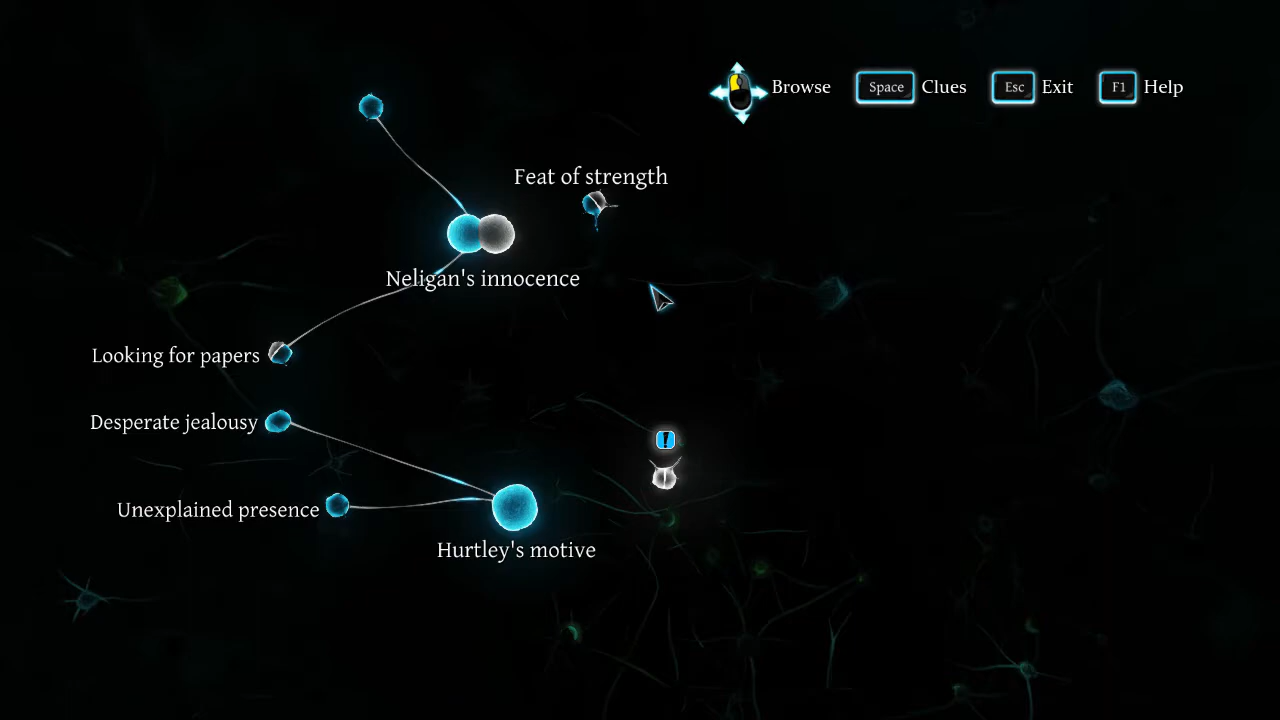 Browse
Space Clues
Esc Exit
F1 Help
Feat of strength
Neligan's innocence
Looking for papers
Desperate jealousy
!
Unexplained presence
Hurtley's motive